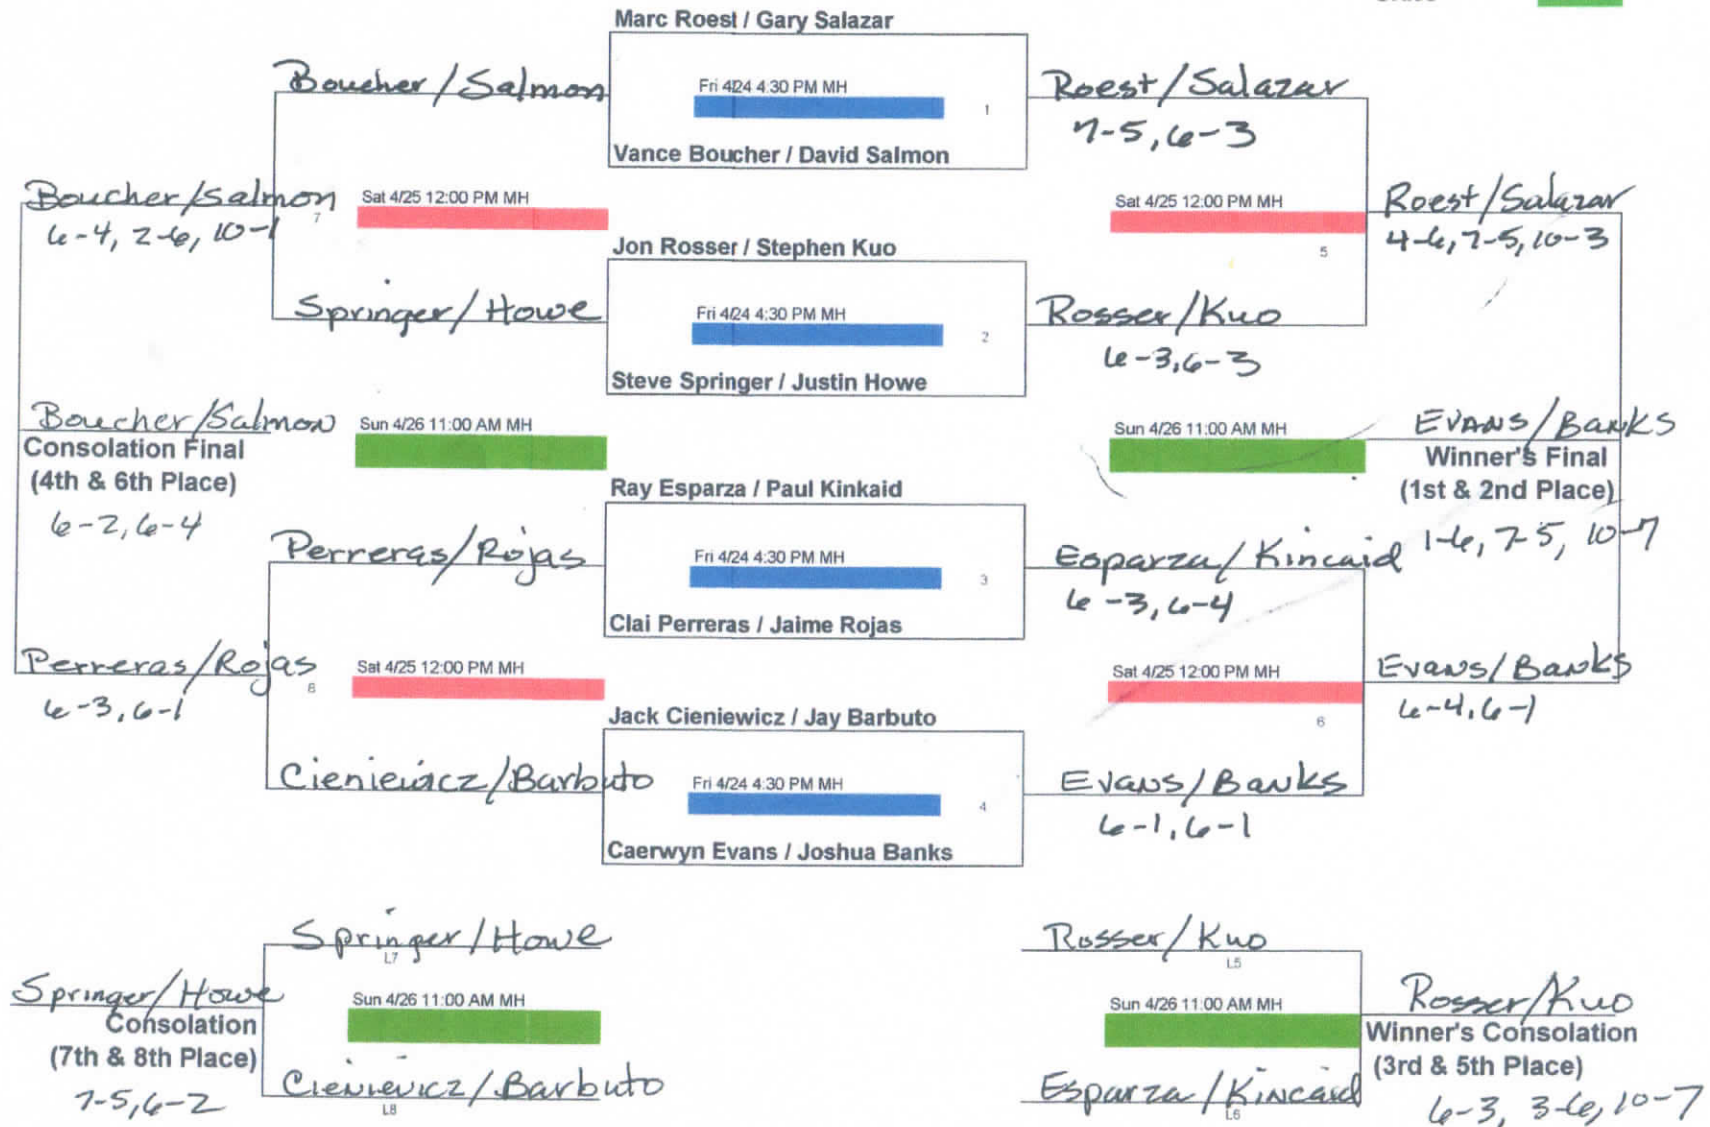 Marc Roest / Gary Salazar
Boucher/Salmon
Fri 4/24 4:30 PM MH
1
Roest/Salazar
7-5, 6-3
Vance Boucher / David Salmon
Boucher/Salmon
6-4, 2-6, 10-1
7
Sat 4/25 12:00 PM MH
Sat 4/25 12:00 PM MH
5
Roest/Salazar
4-6, 7-5, 10-3
Jon Rosser / Stephen Kuo
Springer/Howe
Fri 4/24 4:30 PM MH
2
Rosser/Kuo
6-3, 6-3
Steve Springer / Justin Howe
Boucher/Salmon
Consolation Final
(4th & 6th Place)
6-2, 6-4
Sun 4/26 11:00 AM MH
Sun 4/26 11:00 AM MH
Evans/Banks
Winner's Final
(1st & 2nd Place)
1-6, 7-5, 10-7
Ray Esparza / Paul Kinkaid
Perreras/Rojas
Fri 4/24 4:30 PM MH
3
Esparza/Kincaid
6-3, 6-4
Clai Perreras / Jaime Rojas
Perreras/Rojas
6-3, 6-1
8
Sat 4/25 12:00 PM MH
Sat 4/25 12:00 PM MH
6
Evans/Banks
6-4, 6-1
Jack Cieniewicz / Jay Barbuto
Cieniewicz/Barbuto
Fri 4/24 4:30 PM MH
4
Evans/Banks
6-1, 6-1
Caerwyn Evans / Joshua Banks
Springer/Howe
L7
Springer/Howe
Consolation
(7th & 8th Place)
7-5, 6-2
Sun 4/26 11:00 AM MH
Cieniewicz/Barbuto
L8
Rosser/Kuo
L5
Sun 4/26 11:00 AM MH
Rosser/Kuo
Winner's Consolation
(3rd & 5th Place)
6-3, 3-6, 10-7
Esparza/Kincaid
L6